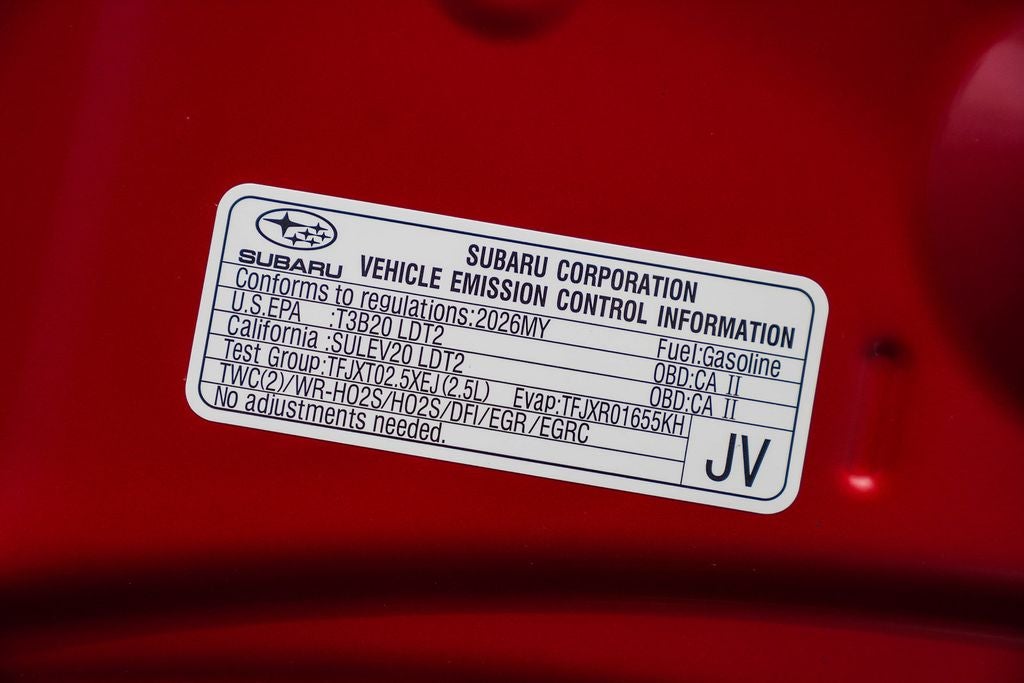 SUBARU
SUBARU CORPORATION
VEHICLE EMISSION CONTROL INFORMATION
Conforms to regulations:2026MY Fuel:Gasoline
U.S.EPA :T3B20 LDT2 OBD:CA II
California :SULEV20 LDT2 OBD:CA II
Test Group:TFJXT02.5XEJ(2.5L) Evap:TFJXR01655KH
TWC(2)/WR-HO2S/HO2S/DFI/EGR/EGRC
No adjustments needed.
JV